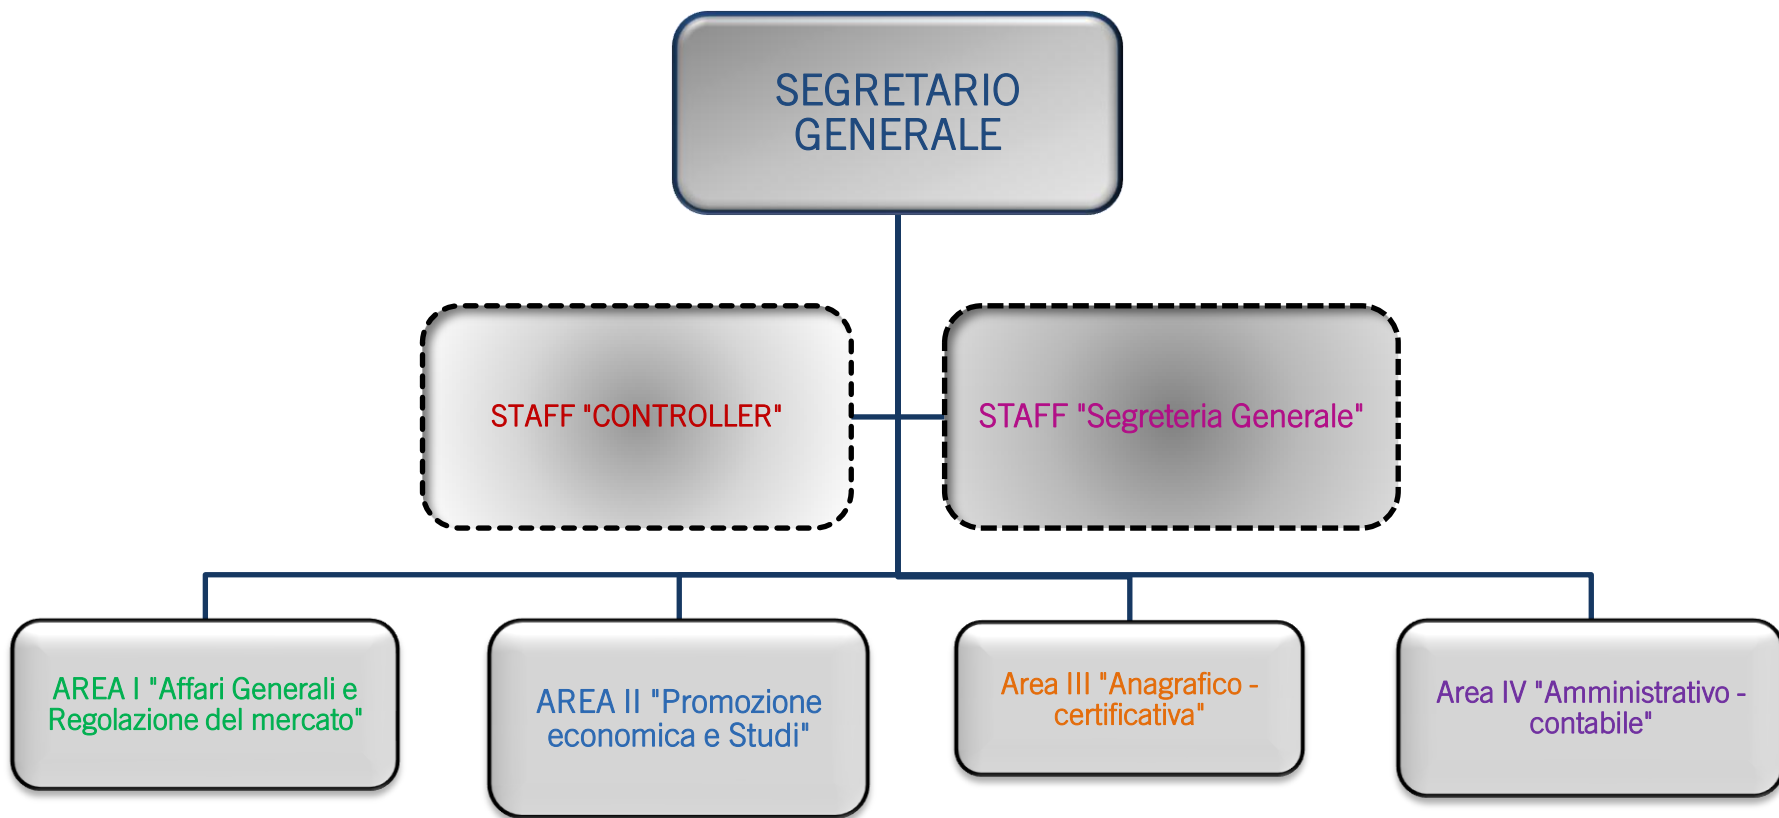 SEGRETARIO
GENERALE
STAFF "CONTROLLER"
STAFF "Segreteria Generale"
AREA I "Affari Generali e
Regolazione del mercato"
AREA II "Promozione
economica e Studi"
Area III "Anagrafico -
certificativa"
Area IV "Amministrativo -
contabile"